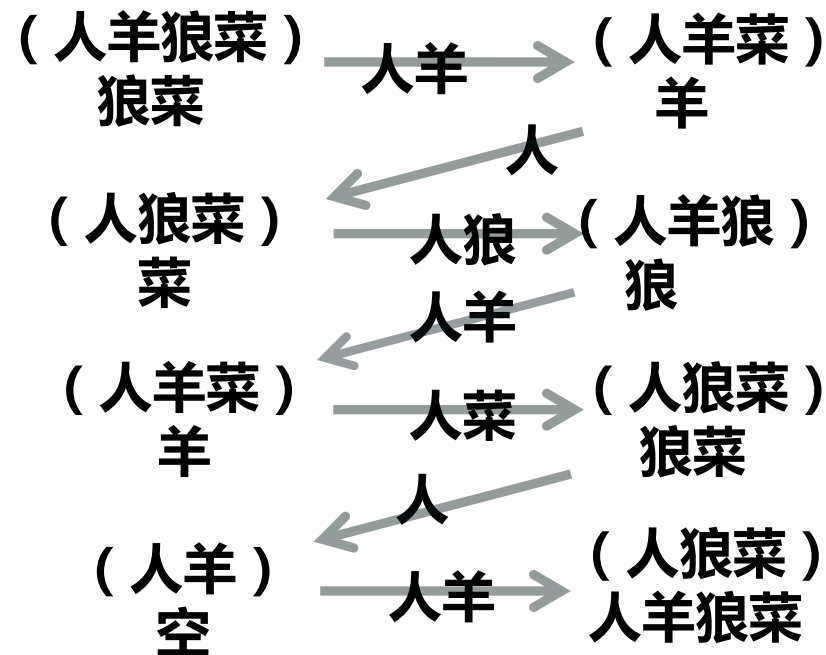 （人羊狼菜）
狼菜
人羊
（人羊菜）
羊
人
（人狼菜）
菜
人狼
（人羊狼）
狼
人羊
（人羊菜）
羊
人菜
（人狼菜）
狼菜
人
（人羊）
空
人羊
（人狼菜）
人羊狼菜